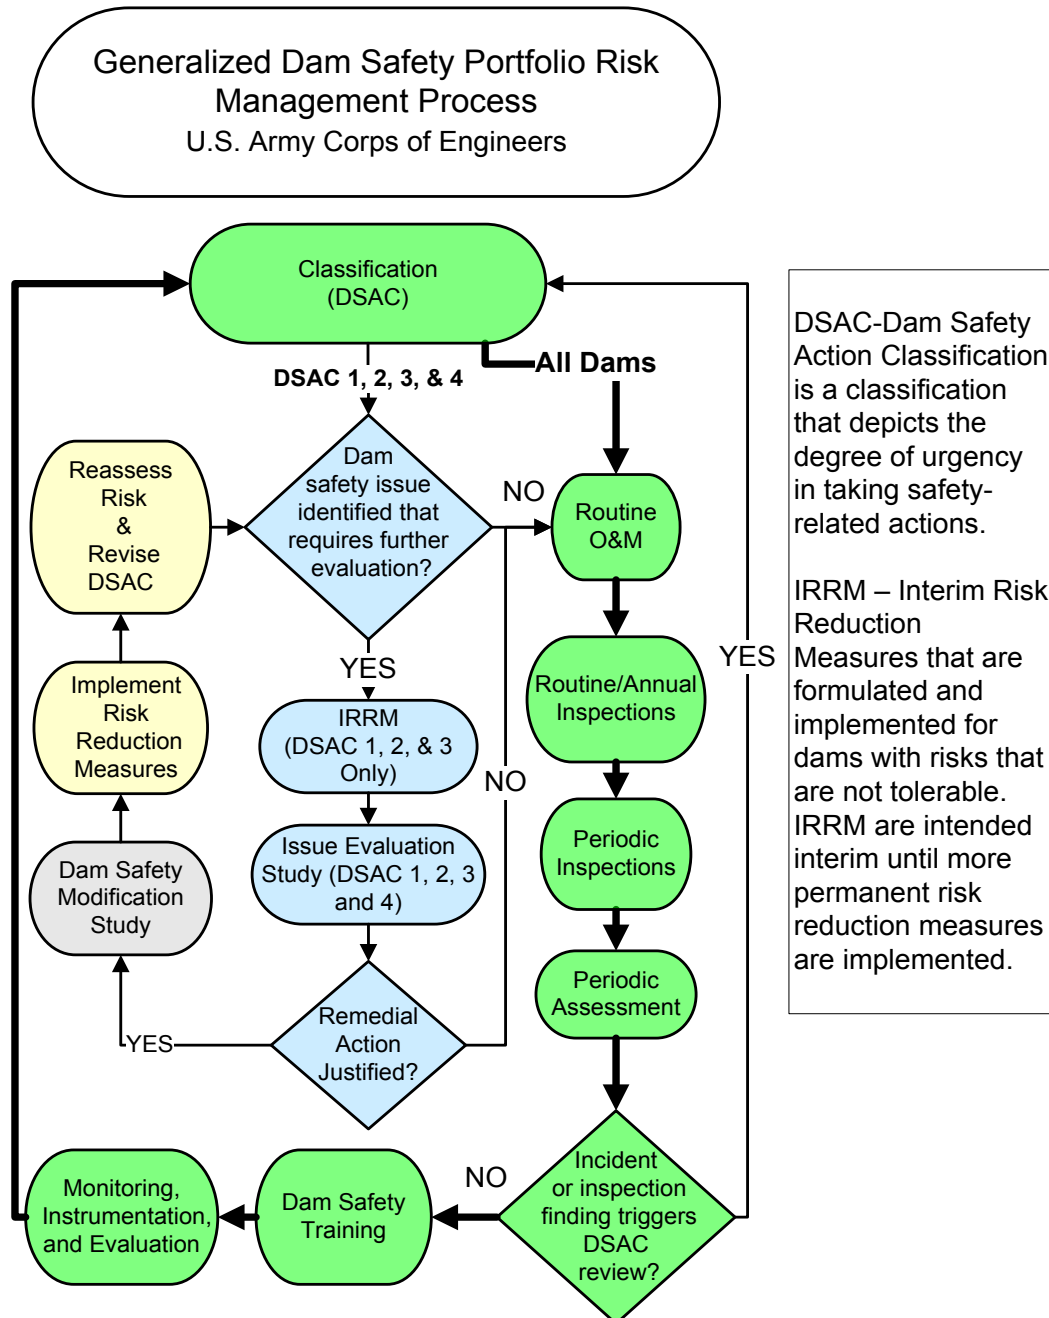 Generalized Dam Safety Portfolio Risk
Management Process
U.S. Army Corps of Engineers
Classification
(DSAC)
DSAC 1, 2, 3, & 4
All Dams
Dam
safety issue
identified that
requires further
evaluation?
NO
YES
Reassess
Risk
&
Revise
DSAC
Implement
Risk
Reduction
Measures
Dam Safety
Modification
Study
IRRM
(DSAC 1, 2, & 3
Only)
Issue Evaluation
Study (DSAC 1, 2, 3
and 4)
Remedial
Action
Justified?
YES
NO
Routine
O&M
Routine/Annual
Inspections
Periodic
Inspections
Periodic
Assessment
Incident
or inspection
finding triggers
DSAC
review?
YES
NO
Dam Safety
Training
Monitoring,
Instrumentation,
and Evaluation
DSAC-Dam Safety
Action Classification
is a classification
that depicts the
degree of urgency
in taking safety-
related actions.
IRRM – Interim Risk
Reduction
Measures that are
formulated and
implemented for
dams with risks that
are not tolerable.
IRRM are intended
interim until more
permanent risk
reduction measures
are implemented.